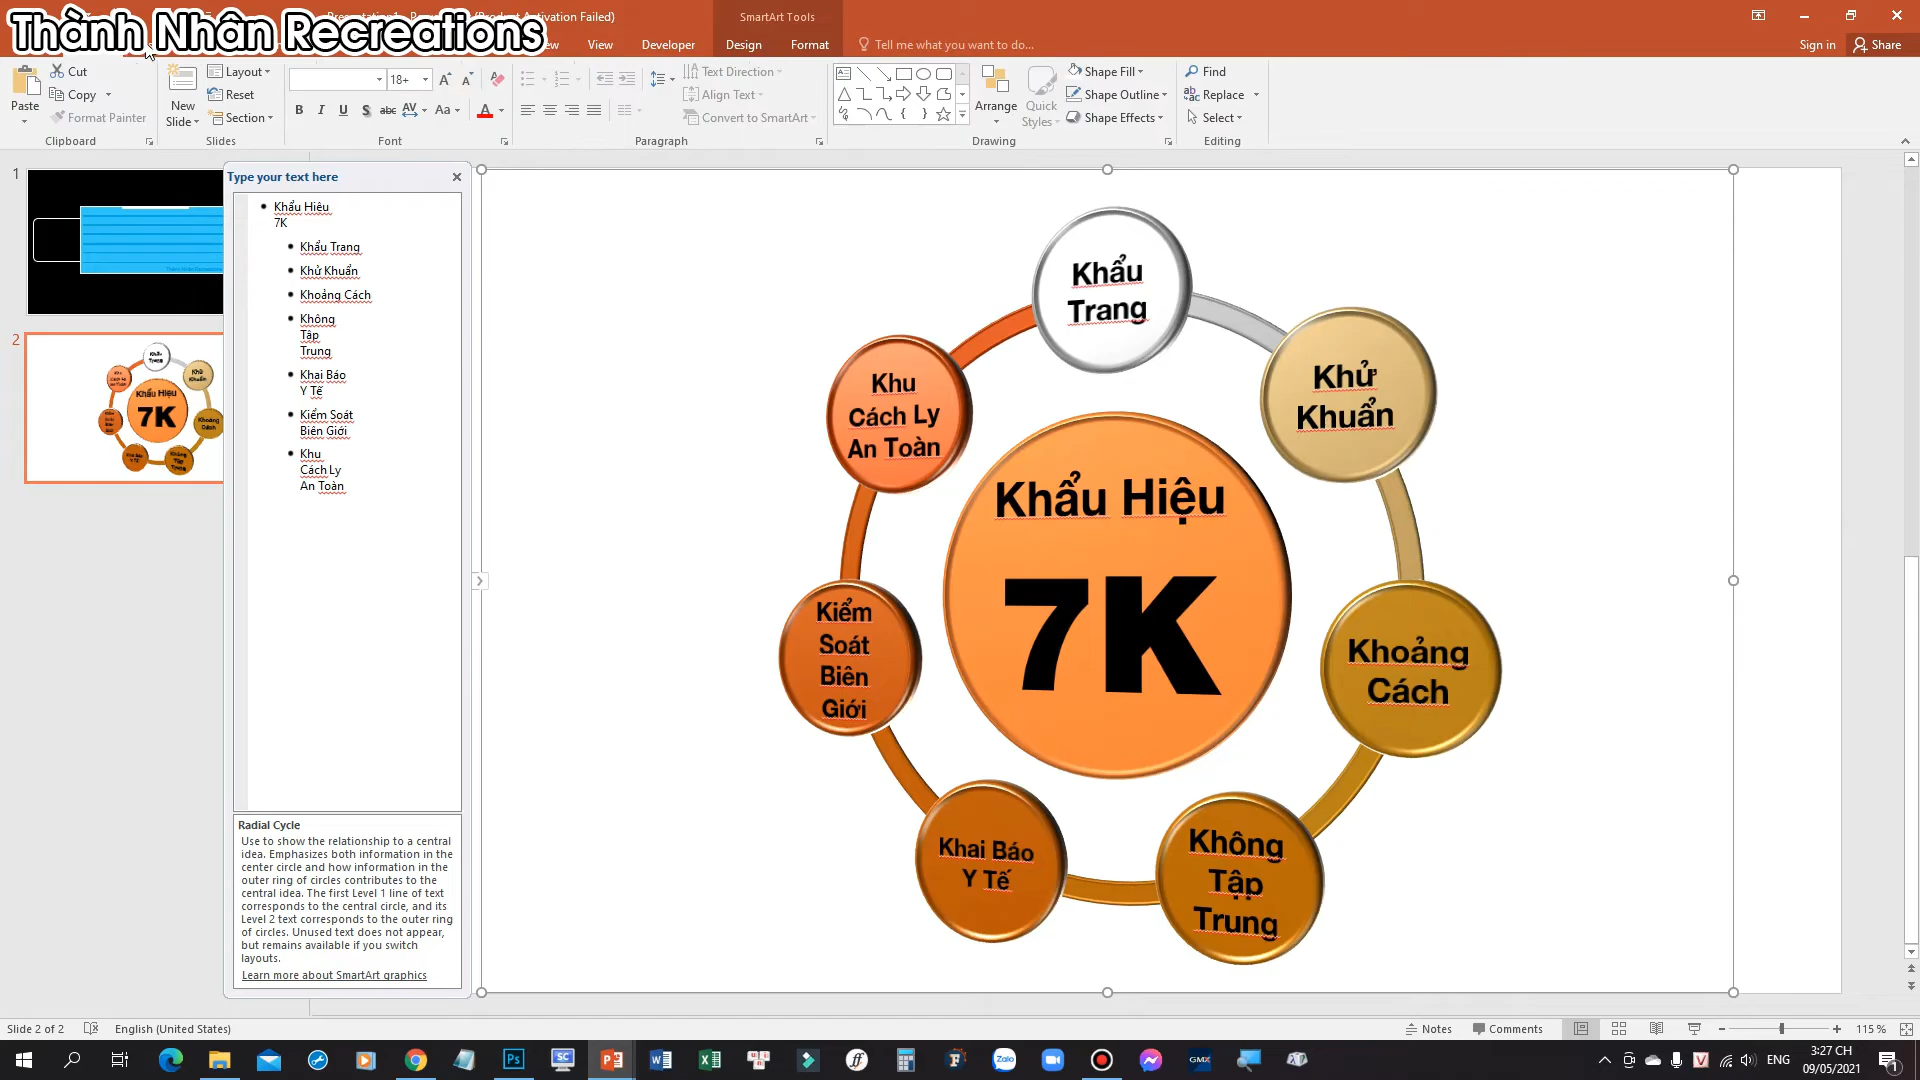 Thành Nhân Recreations
Activation Failed)
SmartArt Tools
View
Developer
Design
Format
Tell me what you want to do...
Sign in
Share
Paste
Cut
Copy
Format Painter
Clipboard
New
Slide
Layout
Reset
Section
Slides
18+
Font
Text Direction
Align Text
Convert to SmartArt
Paragraph
Arrange
Quick
Styles
Shape Fill
Shape Outline
Shape Effects
Drawing
Find
Replace
Select
Editing
1
2
Type your text here
Khẩu Hiêu
7K
Khẩu Trang
Khử Khuẩn
Khoảng Cách
Không
Tâp
Trung
Khai Báo
Y Tế
Kiểm Soát
Biên Giới
Khu
Cách Ly
An Toàn
Radial Cycle
Use to show the relationship to a central
idea. Emphasizes both information in the
center circle and how information in the
outer ring of circles contributes to the
central idea. The first Level 1 line of text
corresponds to the central circle, and its
Level 2 text corresponds to the outer ring
of circles. Unused text does not appear,
but remains available if you switch
layouts.
Learn more about SmartArt graphics
Khẩu
Trang
Khử
Khuẩn
Khoảng
Cách
Không
Tập
Trung
Khai Báo
Y Tế
Kiểm
Soát
Biên
Giới
Khu
Cách Ly
An Toàn
Khẩu Hiệu
7K
Slide 2 of 2
English (United States)
Notes
Comments
115 %
ENG
3:27 CH
09/05/2021